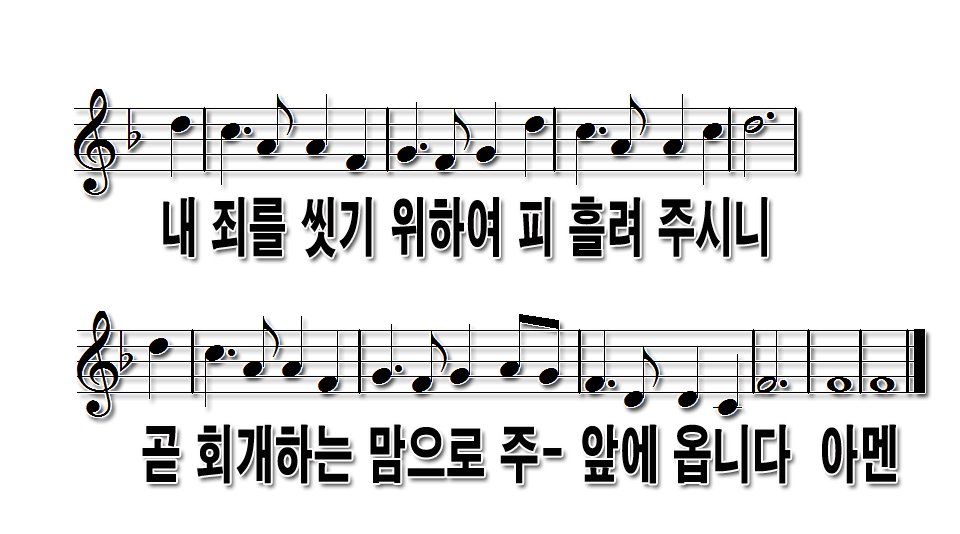 내 죄를 씻기 위하여 피 흘려 주시니
곧 회개하는 맘으로 주- 앞에 옵니다 아멘